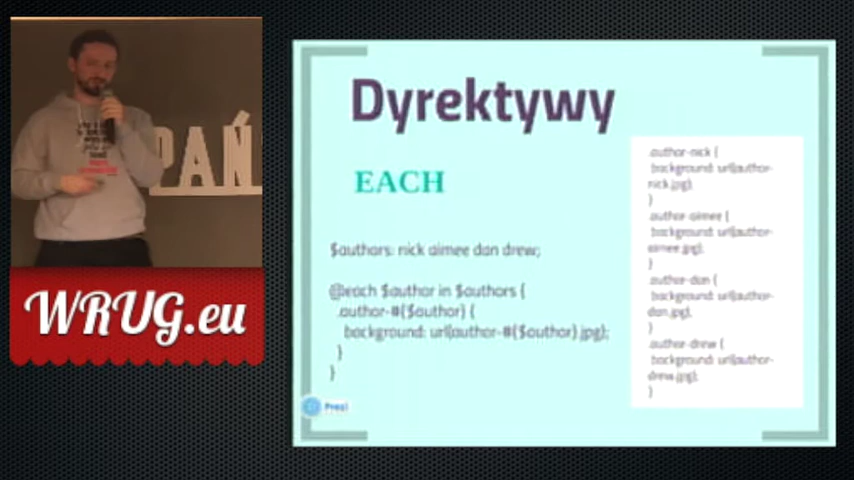 PAŃ
WRUG.eu
Dyrektywy
EACH
$authors: nick aimee dan drew;
@each $author in $authors {
.author-#{$author} {
background: url(author-#{$author}.jpg);
}
}
Prezi
.author-nick {
background: url(author-
nick.jpg);
}
.author-aimee {
background: url(author-
aimee.jpg);
}
.author-dan {
background: url(author-
dan.jpg);
}
.author-drew {
background: url(author-
drew.jpg);
}